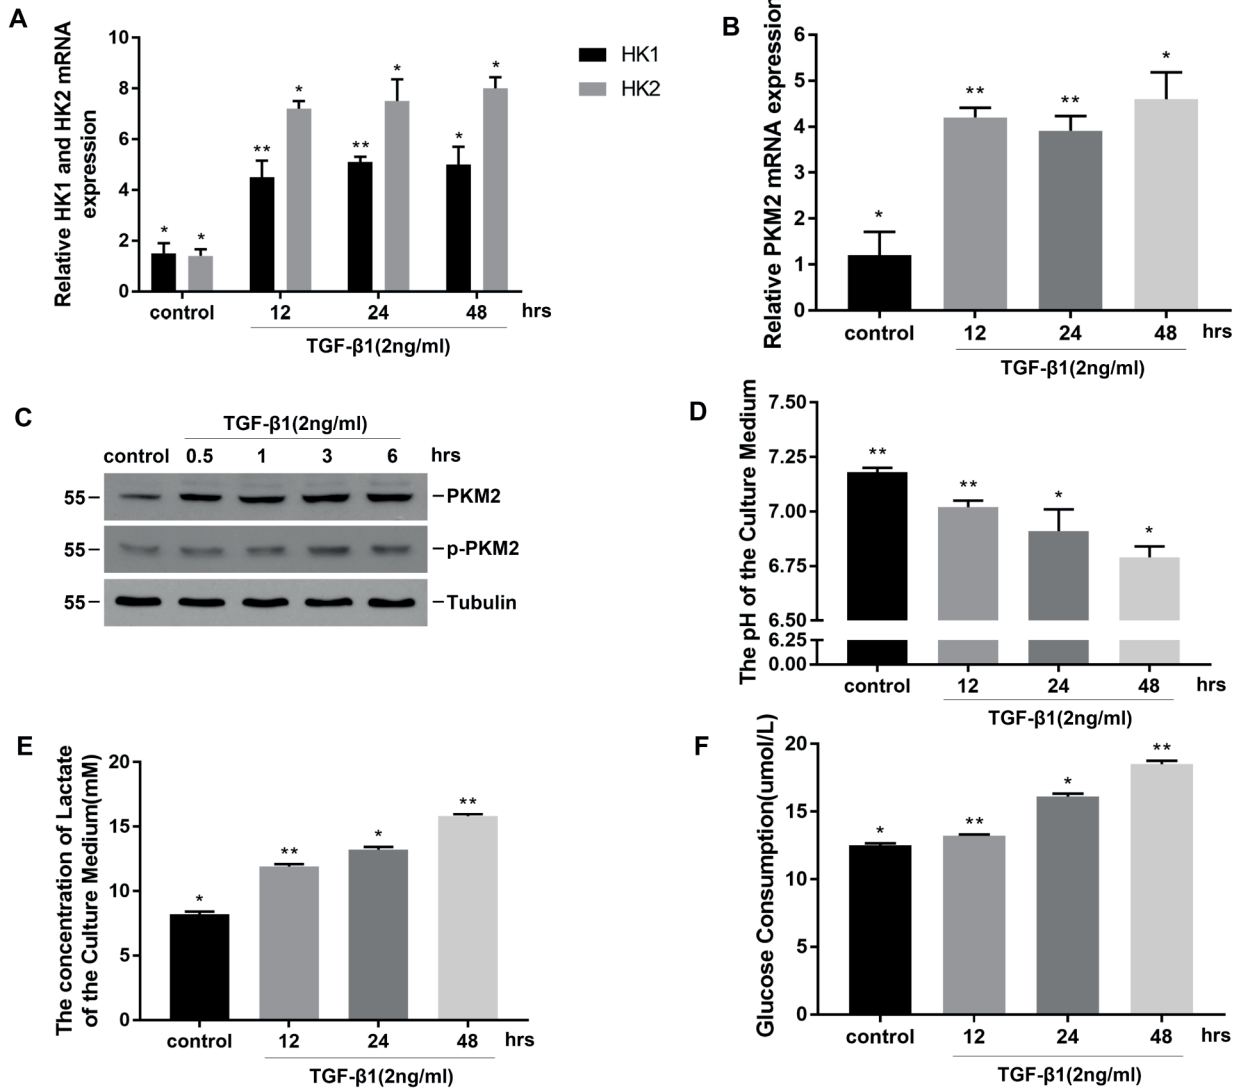 A
Relative HK1 and HK2 mRNA
expression
10
8
6
4
2
0
* * ** * ** * * *
control 12 24 48 hrs
TGF-β1(2ng/ml)
HK1
HK2
B
Relative PKM2 mRNA expression
6
5
4
3
2
1
0
* ** ** *
control 12 24 48 hrs
TGF-β1(2ng/ml)
C
TGF-β1(2ng/ml)
control 0.5 1 3 6 hrs
55 PKM2
55 p-PKM2
55 Tubulin
D
The pH of the Culture Medium
7.50
7.25
7.00
6.75
6.50
6.25
0.00
** ** * *
control 12 24 48 hrs
TGF-β1(2ng/ml)
E
The concentration of Lactate
of the Culture Medium(mM)
20
15
10
5
0
* ** * **
control 12 24 48 hrs
TGF-β1(2ng/ml)
F
Glucose Consumption(umol/L)
20
15
10
5
0
* ** * **
control 12 24 48 hrs
TGF-β1(2ng/ml)